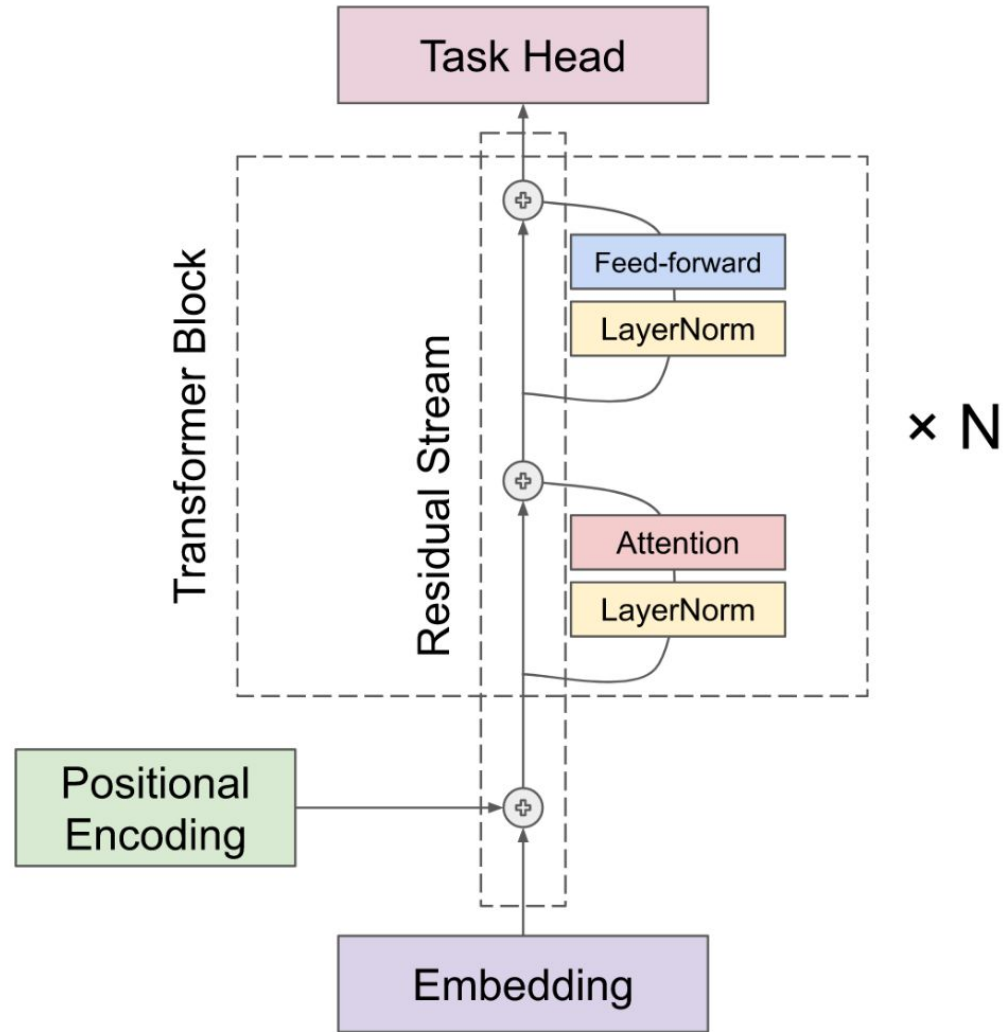 Task Head
Transformer Block
Residual Stream
Feed-forward
LayerNorm
× N
Attention
LayerNorm
Positional
Encoding
Embedding